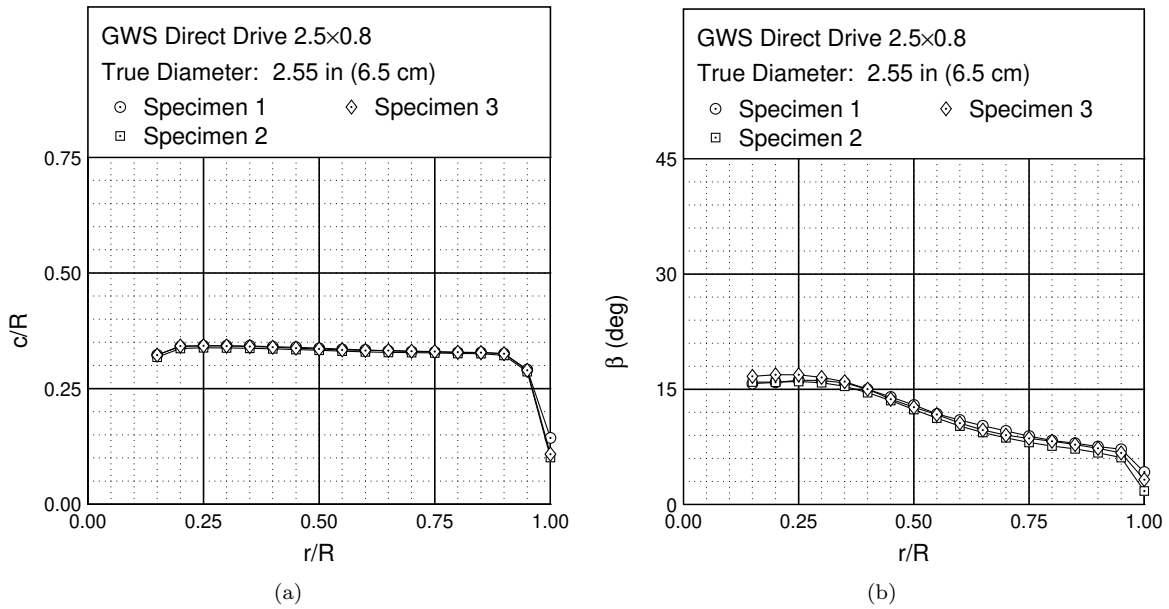 GWS Direct Drive 2.5×0.8
True Diameter: 2.55 in (6.5 cm)
Specimen 1
Specimen 3
Specimen 2
0.75
0.50
0.25
0.00
c/R
0.00
0.25
0.50
0.75
1.00
r/R
(a)
GWS Direct Drive 2.5×0.8
True Diameter: 2.55 in (6.5 cm)
Specimen 1
Specimen 3
Specimen 2
45
30
15
0
β (deg)
0.00
0.25
0.50
0.75
1.00
r/R
(b)